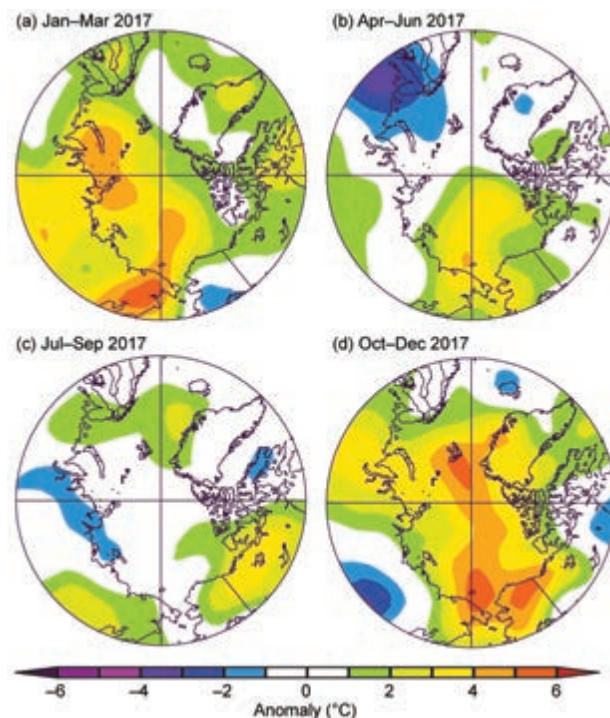 (a) Jan–Mar 2017
(b) Apr–Jun 2017
(c) Jul–Sep 2017
(d) Oct–Dec 2017
−6 −4 −2 0 2 4 6
Anomaly (°C)